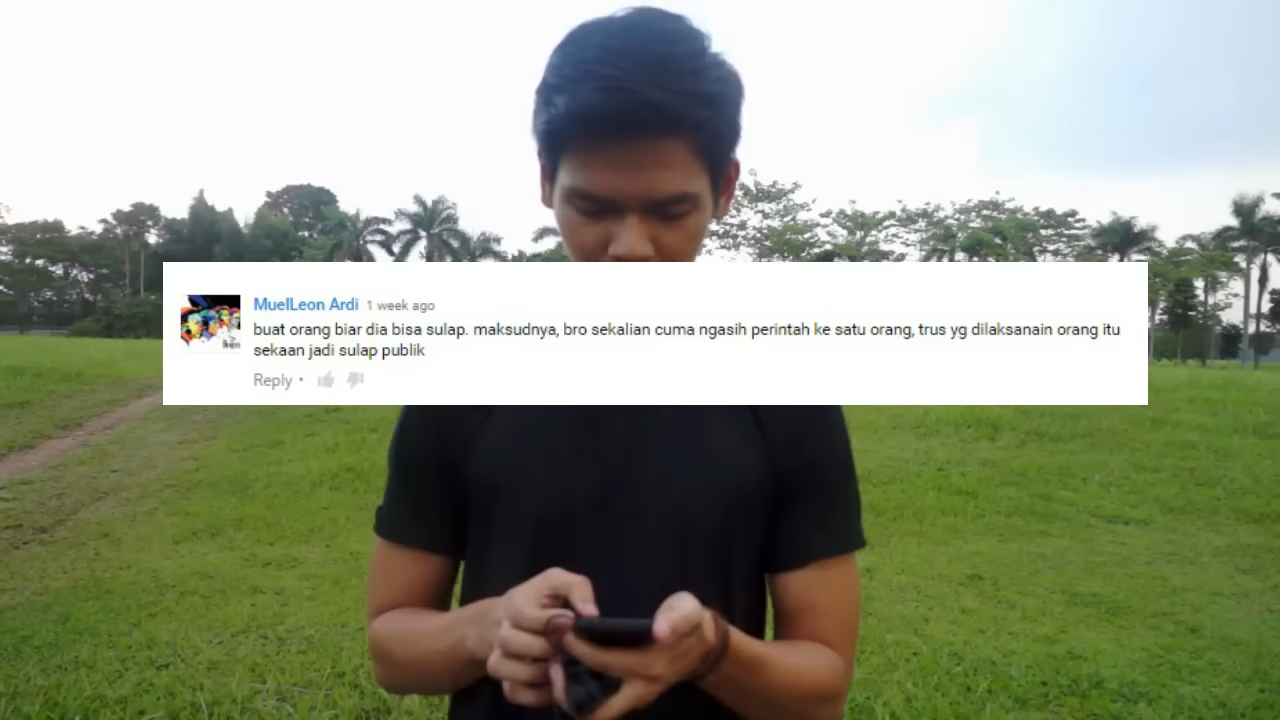 MuelLeon Ardi 1 week ago
buat orang biar dia bisa sulap. maksudnya, bro sekalian cuma ngasih perintah ke satu orang, trus yg dilaksanain orang itu
sekaan jadi sulap publik
Reply •